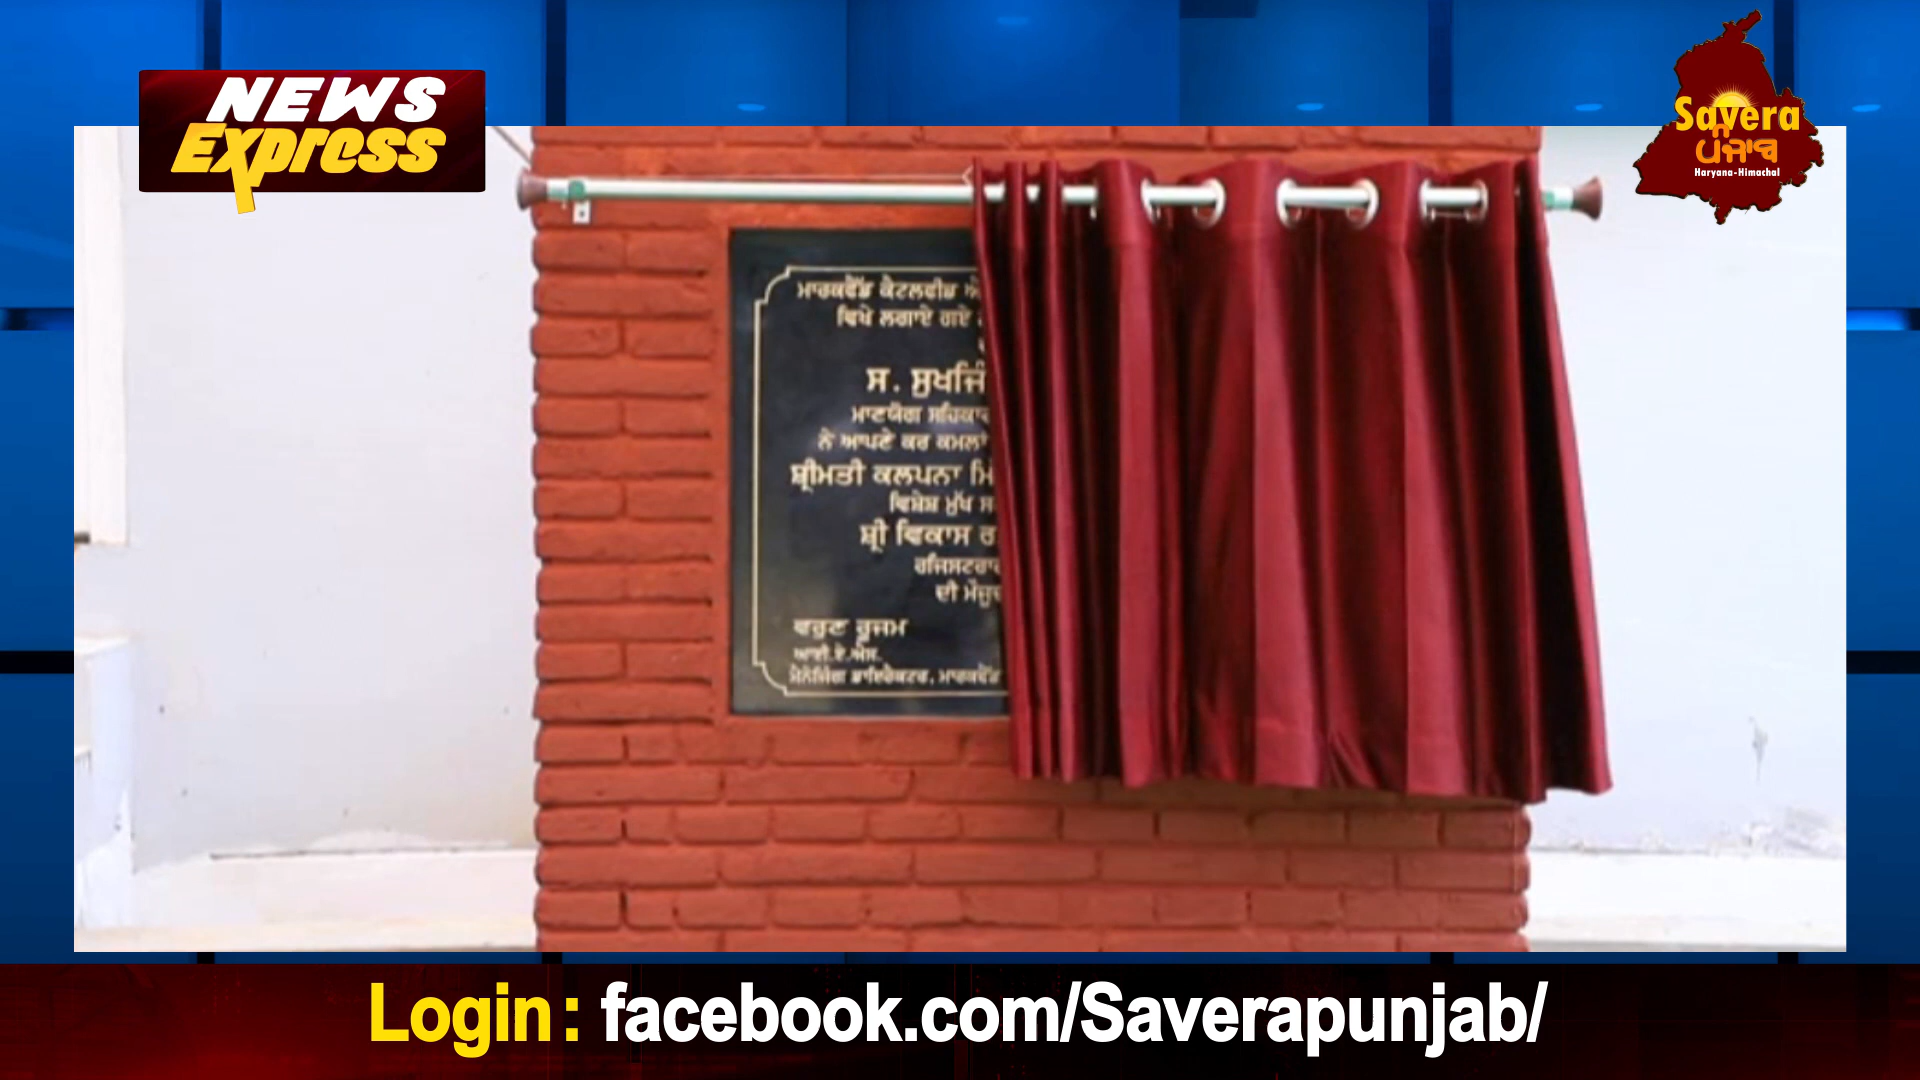 NEWS
Express
Savera
ਪੰਜਾਬ
Haryana-Himachal
ਮਾਰਕਫੈੱਡ ਕੈਟਲਫੀਡ ਐ
ਵਿਖੇ ਲਗਾਏ ਗਏ
ਸ. ਸੁਖਜਿੰ
ਮਾਣਯੋਗ ਸਹਿਕਾਰ
ਨੇ ਆਪਣੇ ਕਰ ਕਮਲਾਂ
ਸ਼੍ਰੀਮਤੀ ਕਲਪਨਾ ਮਿ
ਵਿਸ਼ੇਸ਼ ਮੁੱਖ ਸ
ਸ਼੍ਰੀ ਵਿਕਾਸ ਗ
ਰਜਿਸਟਰਾਰ
ਦੀ ਮੌਜੂਦ
ਵਰੁਣ ਰੂਜਮ
ਆਈ.ਏ.ਐਸ.
ਮੈਨੇਜਿੰਗ ਡਾਇਰੈਕਟਰ, ਮਾਰਕਫੈੱਡ
Login : facebook.com/Saverapunjab/